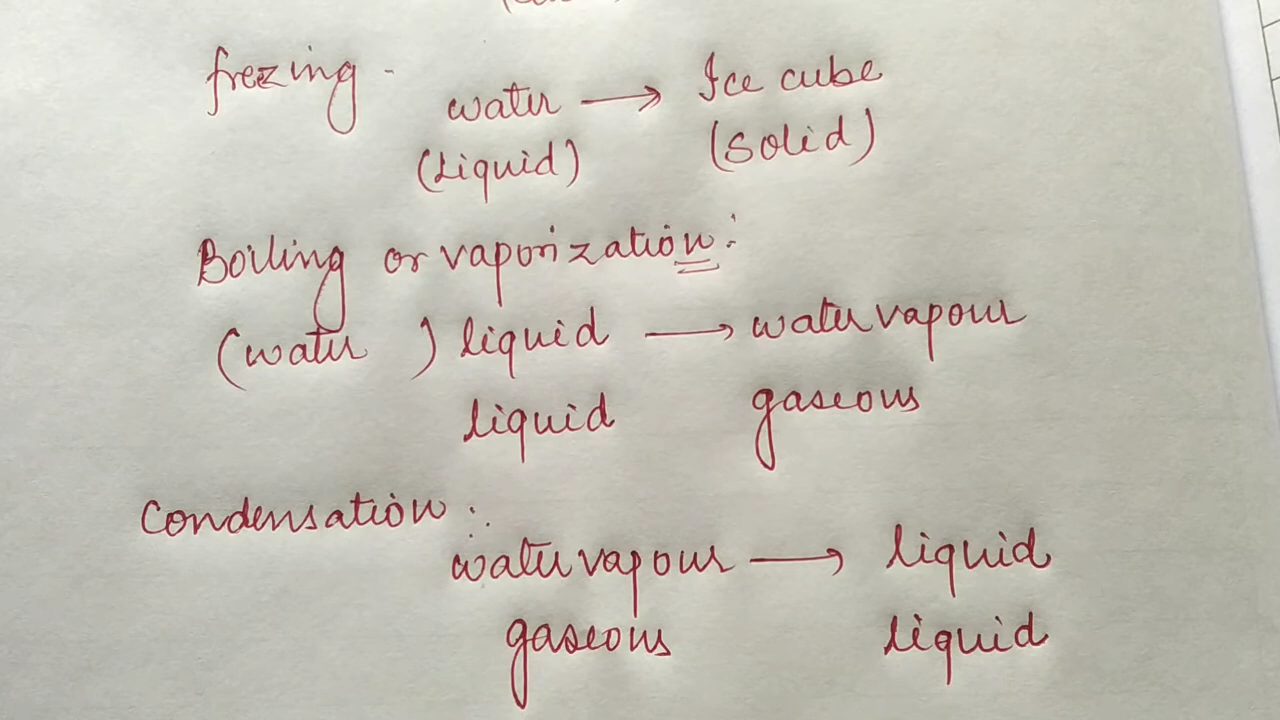 frezing -
water → Ice cube
(Liquid) (Solid)
Boiling or vaporization :
(water ) liquid → water vapour
liquid gaseous
Condensation :
water vapour → liquid
gaseous liquid